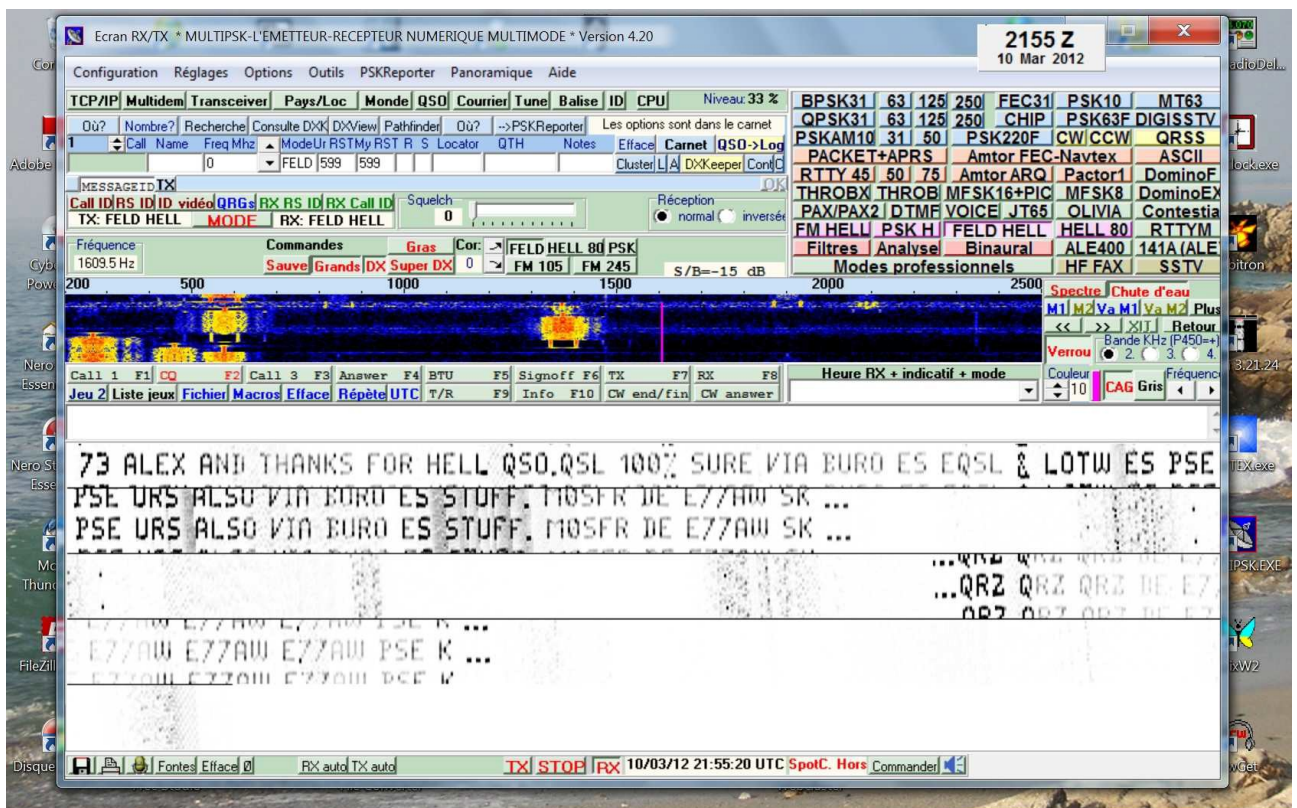 Ecran RX/TX * MULTIPSK-L'EMETTEUR-RECEPTEUR NUMERIQUE MULTIMODE * Version 4.20
2155 Z
10 Mar 2012
Configuration Réglages Options Outils PSKReporter Panoramique Aide
TCP/IP Multidem Transceiver Pays/Loc Monde QSO Courrier Tune Balise ID CPU Niveau: 33 %
Où? Nombre? Recherche Consulte DXK DXView Pathfinder Où? -->PSKReporter Les options sont dans le carnet
1 Call Name Freq Mhz Mode Ur RST My RST R S Locator QTH Notes Efface Carnet QSO->Log
0 FELD 599 599 Cluster L A DXKeeper Cont C
MESSAGE ID TX OK
Call ID RS ID ID vidéo QRGs RX RS ID RX Call ID Squelch 0 Réception
TX: FELD HELL MODE RX: FELD HELL normal inversée
Fréquence Commandes Gras Cor: FELD HELL 80 PSK
1609.5 Hz Sauve Grands DX Super DX 0 FM 105 FM 245 S/B=-15 dB
BPSK31 63 125 250 FEC31 PSK10 MT63
QPSK31 63 125 250 CHIP PSK63F DIGISSTV
PSKAM10 31 50 PSK220F CW CCW QRSS
PACKET+APRS Amtor FEC-Navtex ASCII
RTTY 45 50 75 Amtor ARQ Pactor1 DominoF
THROBX THROB MFSK16+PIC MFSK8 DominoEX
PAX/PAX2 DTMF VOICE JT65 OLIVIA Contestia
FM HELL PSK H FELD HELL HELL 80 RTTYM
Filtres Analyse Binaural ALE400 141A (ALE)
Modes professionnels HF FAX SSTV
200 500 1000 1500 2000 2500
Spectre Chute d'eau
M1 M2 Va M1 Va M2 Plus
<< >> XIT Retour
Verrou Bande KHz (P450=+)
2. 3. 4.
Call 1 F1 CQ F2 Call 3 F3 Answer F4 BTU F5 Signoff F6 TX F7 RX F8 Heure RX + indicatif + mode
Jeu 2 Liste jeux Fichier Macros Efface Répète UTC T/R F9 Info F10 CW end/fin CW answer
Couleur 10 CAG Gris Fréquence
73 ALEX AND THANKS FOR HELL QSO,QSL 100% SURE VIA BURO ES EQSL & LOTW ES PSE
PSE URS ALSO VIA BURO ES STUFF. M0SFR DE E77AW SK ...
PSE URS ALSO VIA BURO ES STUFF. M0SFR DE E77AW SK ...
...QRZ QRZ QRZ DE E7/
E77AW E77AW E77AW PSE K ...
Fontes Efface Ø RX auto TX auto TX STOP RX 10/03/12 21:55:20 UTC SpotC. Hors Commander